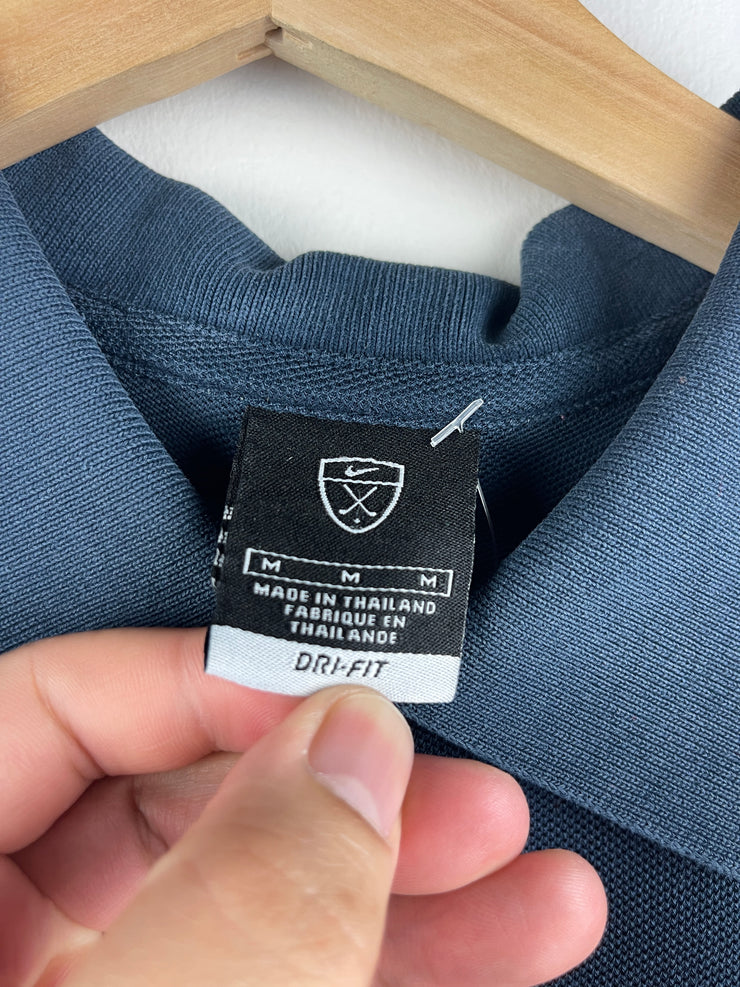 M M M
MADE IN THAILAND
FABRIQUE EN
THAILANDE
DRI-FIT